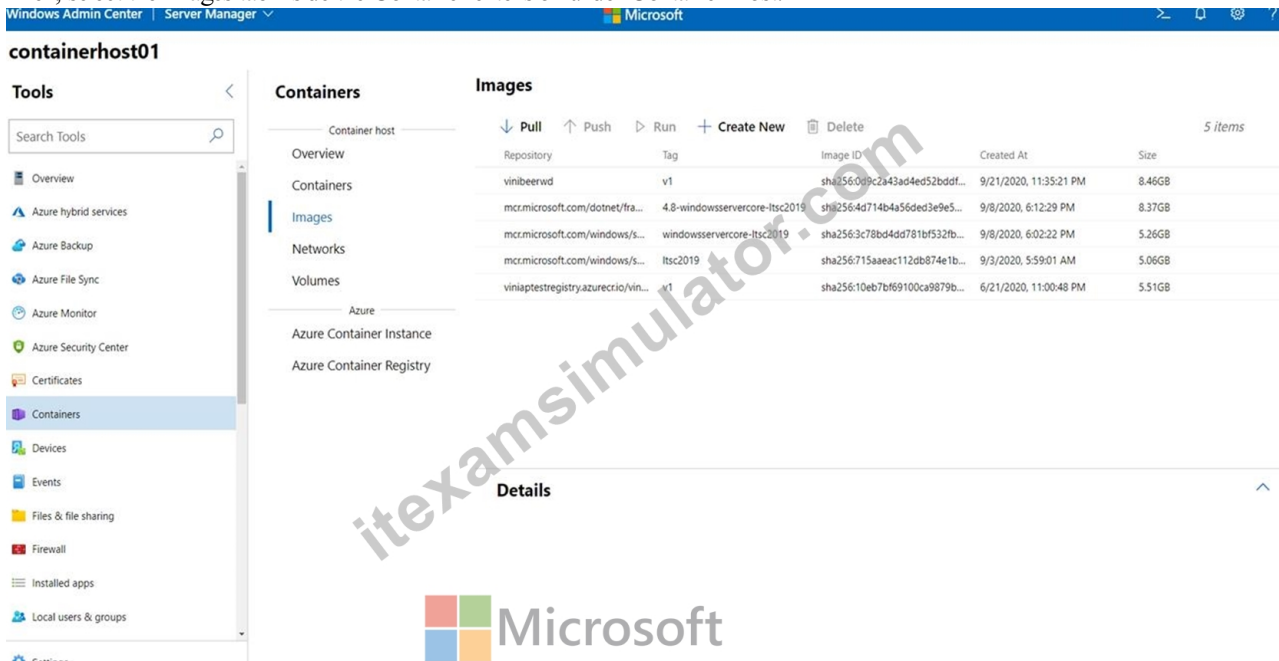 Windows Admin Center | Server Manager
Microsoft
containerhost01
Tools
Search Tools
Overview
Azure hybrid services
Azure Backup
Azure File Sync
Azure Monitor
Azure Security Center
Certificates
Containers
Devices
Events
Files & file sharing
Firewall
Installed apps
Local users & groups
Containers
Container host
Overview
Containers
Images
Networks
Volumes
Azure
Azure Container Instance
Azure Container Registry
Images
Pull Push Run Create New Delete 5 items
Repository Tag Image ID Created At Size
vinibeerwd v1 sha256:0d9c2a43ad4ed52bddf... 9/21/2020, 11:35:21 PM 8.46GB
mcr.microsoft.com/dotnet/fra... 4.8-windowsservercore-ltsc2019 sha256:4d714b4a56ded3e9e5... 9/8/2020, 6:12:29 PM 8.37GB
mcr.microsoft.com/windows/s... windowsservercore-ltsc2019 sha256:3c78bd4dd781bf532fb... 9/8/2020, 6:02:22 PM 5.26GB
mcr.microsoft.com/windows/s... ltsc2019 sha256:715aaeac112db874e1b... 9/3/2020, 5:59:01 AM 5.06GB
viniaptestregistry.azurecr.io/vin... v1 sha256:10eb7bf69100ca9879b... 6/21/2020, 11:00:48 PM 5.51GB
Details
itexamsimulator.com
Microsoft